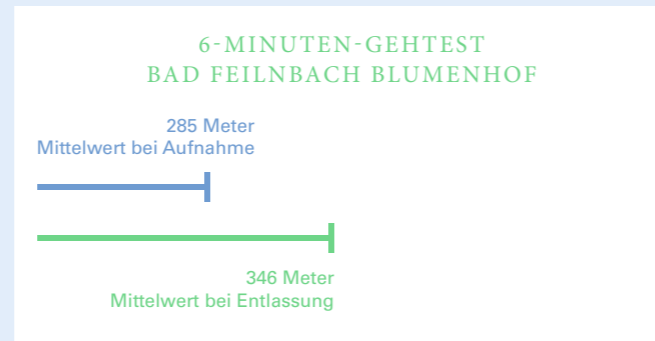 6-MINUTEN-GEHTEST
BAD FEILNBACH BLUMENHOF
285 Meter
Mittelwert bei Aufnahme
346 Meter
Mittelwert bei Entlassung